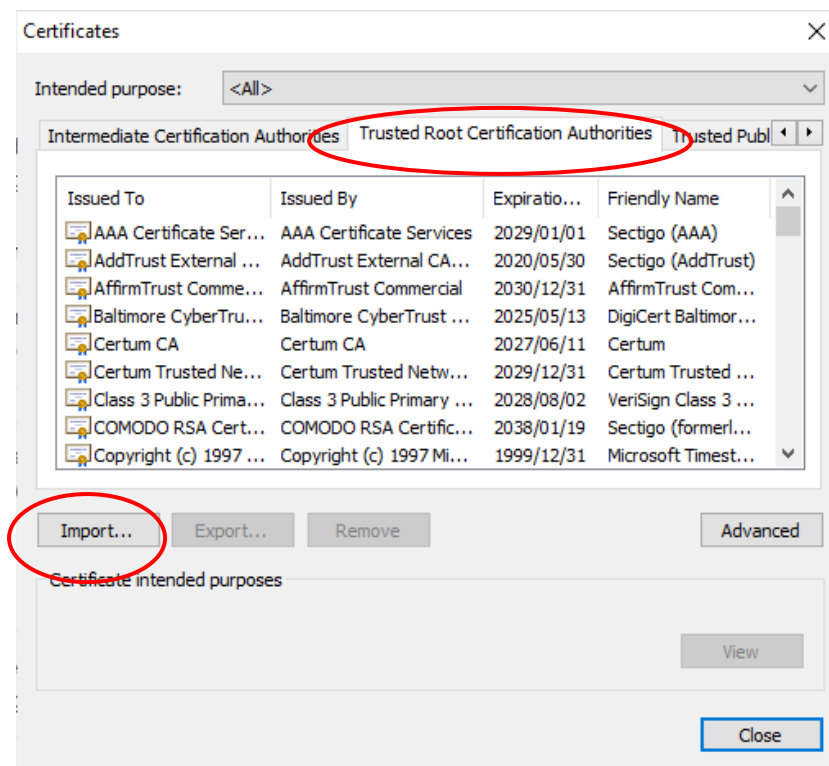 Certificates
Intended purpose: <All>
Intermediate Certification Authorities Trusted Root Certification Authorities Trusted Publ
Issued To Issued By Expiratio... Friendly Name
AAA Certificate Ser... AAA Certificate Services 2029/01/01 Sectigo (AAA)
AddTrust External ... AddTrust External CA... 2020/05/30 Sectigo (AddTrust)
AffirmTrust Comme... AffirmTrust Commercial 2030/12/31 AffirmTrust Com...
Baltimore CyberTru... Baltimore CyberTrust ... 2025/05/13 DigiCert Baltimor...
Certum CA Certum CA 2027/06/11 Certum
Certum Trusted Ne... Certum Trusted Netw... 2029/12/31 Certum Trusted ...
Class 3 Public Prima... Class 3 Public Primary ... 2028/08/02 VeriSign Class 3 ...
COMODO RSA Cert... COMODO RSA Certific... 2038/01/19 Sectigo (formerl...
Copyright (c) 1997 ... Copyright (c) 1997 Mi... 1999/12/31 Microsoft Timest...
Import... Export... Remove Advanced
Certificate intended purposes
View
Close